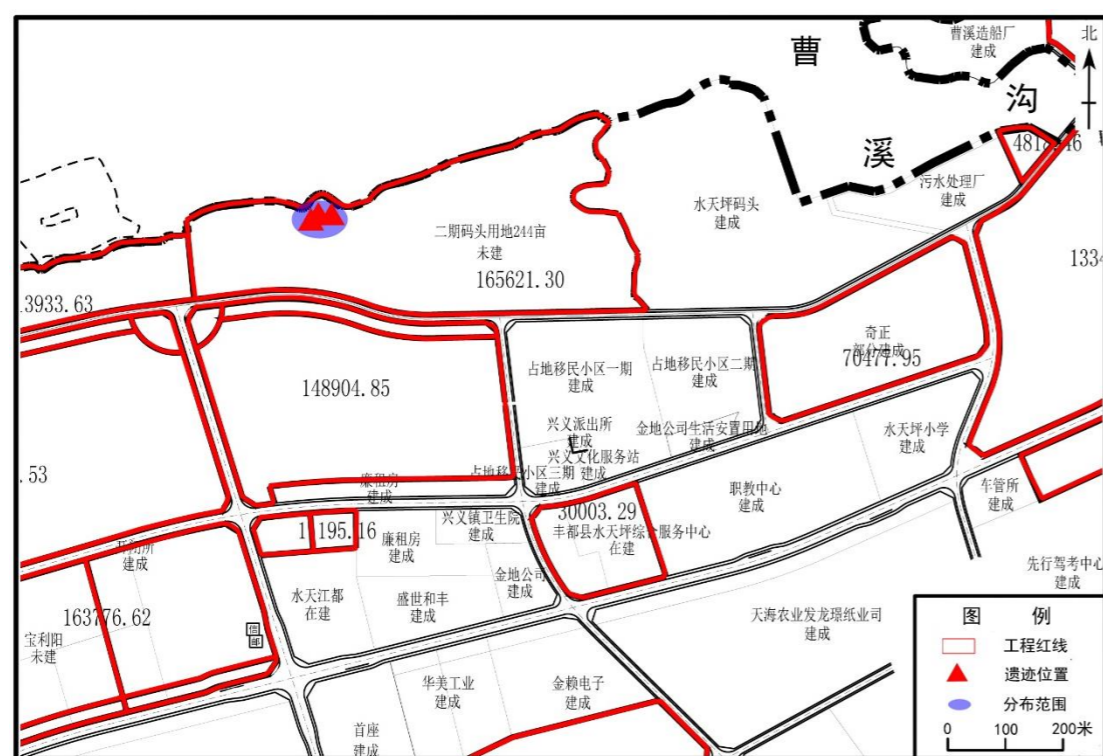 曹溪造船厂
建成
北
曹
溪
沟
污水处理厂
建成
水天坪码头
建成
二期码头用地244亩
未建
165621.30
3933.63
148904.85
占地移民小区一期
建成
占地移民小区二期
建成
奇正
部分建成
70477.95
兴义派出所
建成
金地公司生活安置用地
建成
水天坪小学
建成
兴义文化服务站
建成
占地移民小区三期
建成
廉租房
建成
.53
职教中心
建成
车管所
建成
30003.29
丰都县水天坪综合服务中心
在建
兴义镇卫生院
建成
廉租房
建成
195.16
建成
金地公司
建成
先行驾考中心
建成
水天江都
在建
盛世和丰
建成
163776.62
宝利阳
未建
信
邮
天海农业发龙璟纸业司
建成
华美工业
建成
金赖电子
建成
首座
建成
图 例
工程红线
遗迹位置
分布范围
0 100 200米